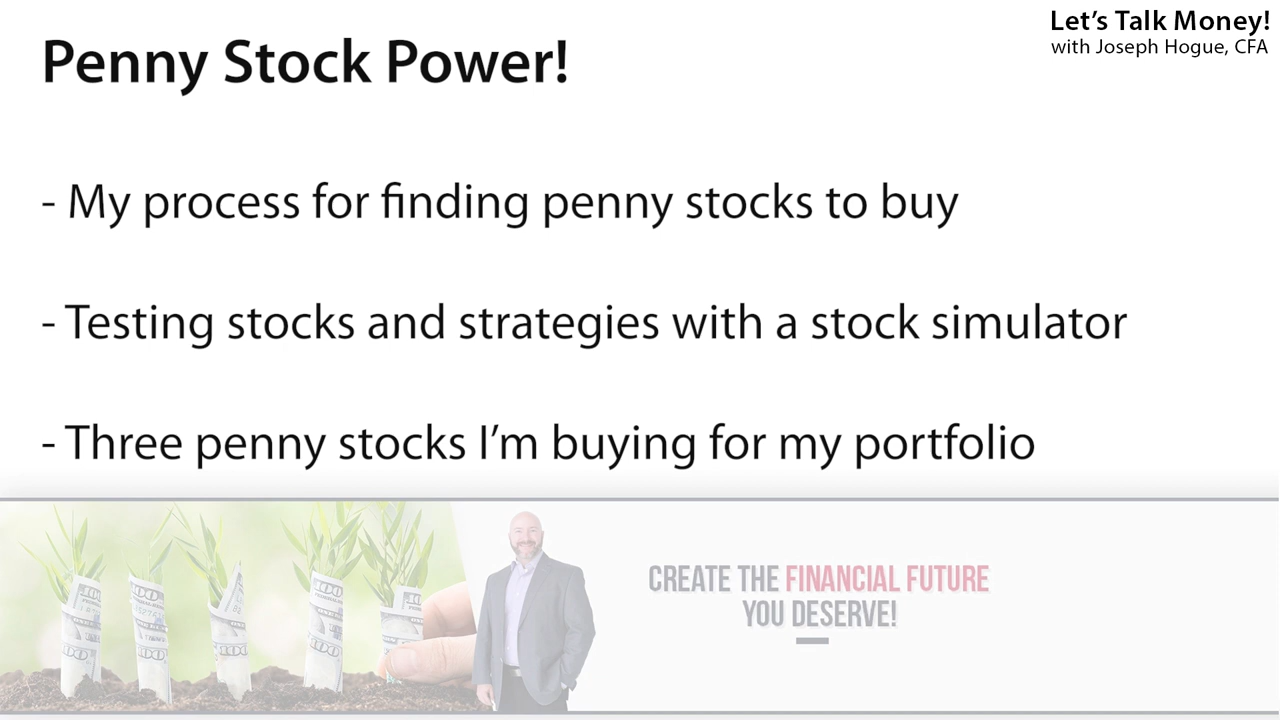 Let's Talk Money!
with Joseph Hogue, CFA
Penny Stock Power!
- My process for finding penny stocks to buy
- Testing stocks and strategies with a stock simulator
- Three penny stocks I'm buying for my portfolio
CREATE THE FINANCIAL FUTURE
YOU DESERVE!